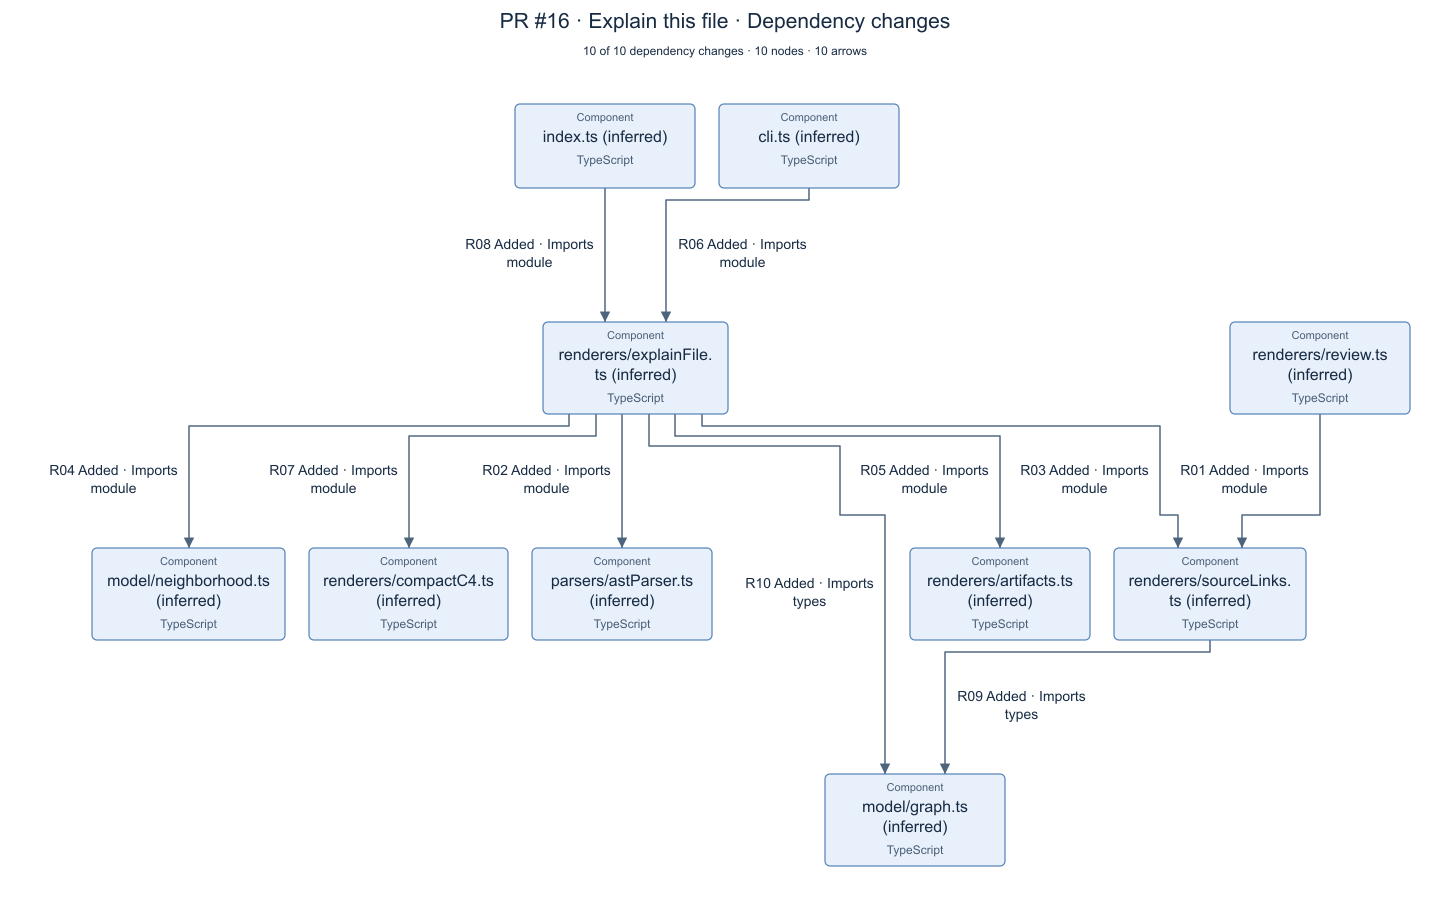 PR #16 · Explain this file · Dependency changes
10 of 10 dependency changes · 10 nodes · 10 arrows
Component
index.ts (inferred)
TypeScript
Component
cli.ts (inferred)
TypeScript
R08 Added · Imports
module
R06 Added · Imports
module
Component
renderers/explainFile.
ts (inferred)
TypeScript
Component
renderers/review.ts
(inferred)
TypeScript
R04 Added · Imports
module
R07 Added · Imports
module
R02 Added · Imports
module
R05 Added · Imports
module
R03 Added · Imports
module
R01 Added · Imports
module
Component
model/neighborhood.ts
(inferred)
TypeScript
Component
renderers/compactC4.ts
(inferred)
TypeScript
Component
parsers/astParser.ts
(inferred)
TypeScript
R10 Added · Imports
types
Component
renderers/artifacts.ts
(inferred)
TypeScript
Component
renderers/sourceLinks.
ts (inferred)
TypeScript
R09 Added · Imports
types
Component
model/graph.ts
(inferred)
TypeScript